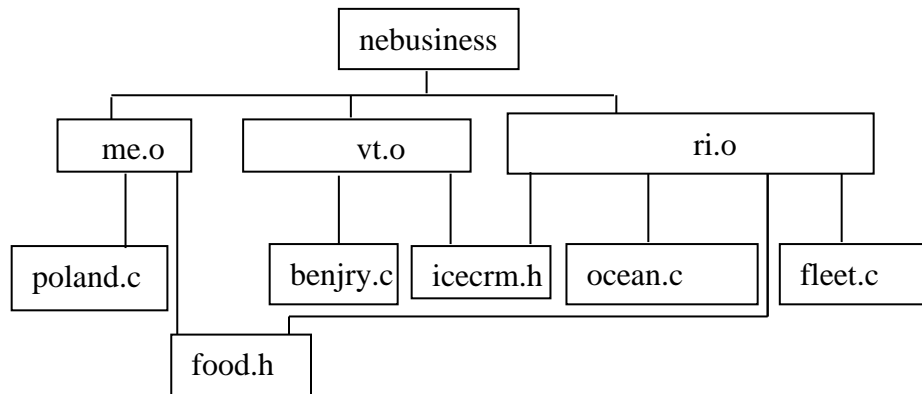 nebusiness
me.o
vt.o
ri.o
poland.c
benjry.c
icecrm.h
ocean.c
fleet.c
food.h